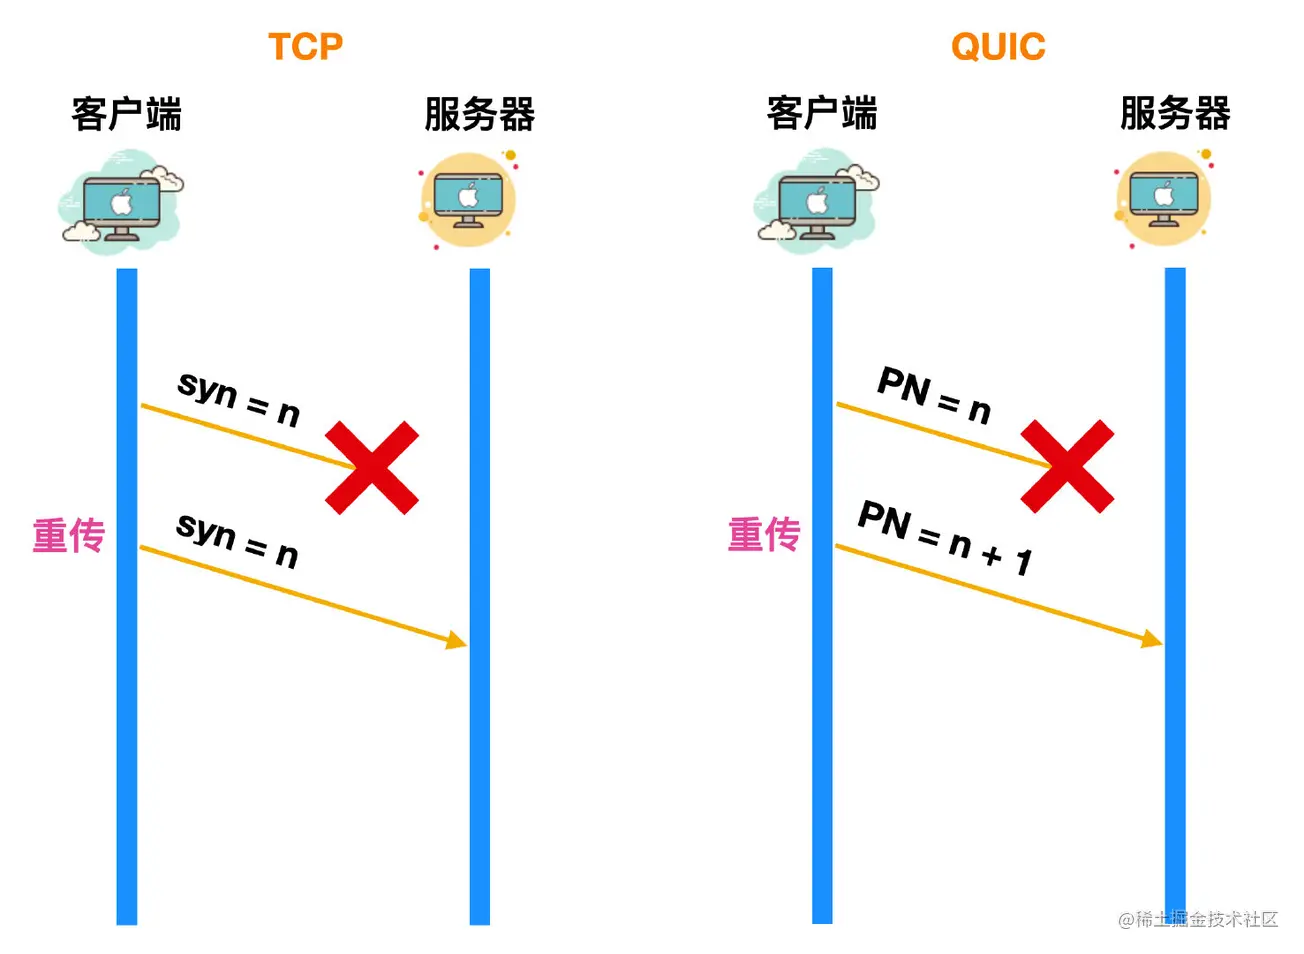 TCP
QUIC
客户端
服务器
客户端
服务器
syn = n
PN = n
重传
syn = n
重传
PN = n + 1
@稀土掘金技术社区